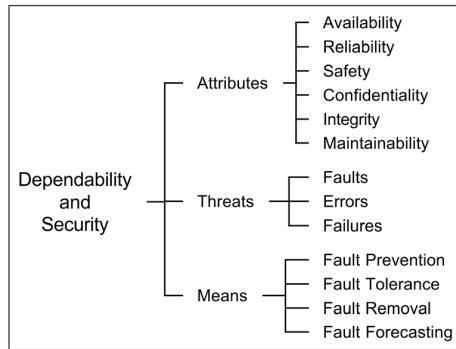 Dependability
and
Security
Attributes
Availability
Reliability
Safety
Confidentiality
Integrity
Maintainability
Threats
Faults
Errors
Failures
Means
Fault Prevention
Fault Tolerance
Fault Removal
Fault Forecasting